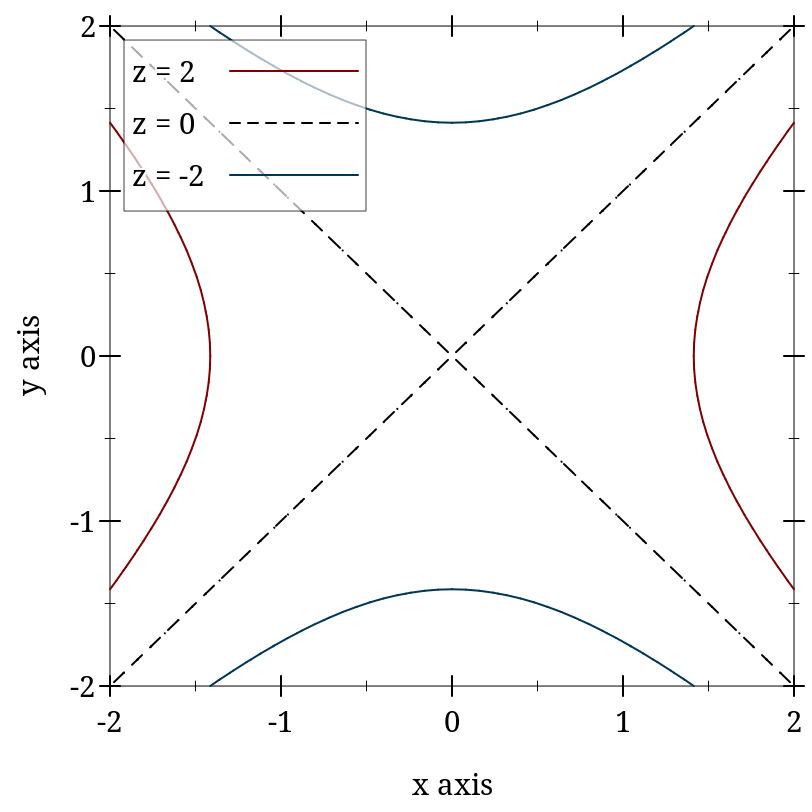 2
z = 2
z = 0
1
z = -2
0
y axis
-1
-2
-2 -1 0 1 2
x axis